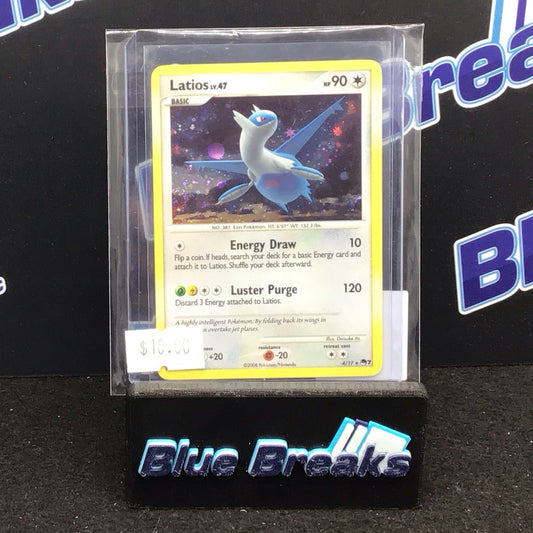 Latios LV.47
HP 90
BASIC
NO. 381 Eon Pokémon HT: 6'07" WT: 132.3 lbs.
Energy Draw 10
Flip a coin. If heads, search your deck for a basic Energy card and
attach it to Latios. Shuffle your deck afterward.
Luster Purge 120
Discard 3 Energy attached to Latios.
A highly intelligent Pokémon. By folding back its wings in
overtake jet planes.
Illus. Daisuke Ito
$10.00
+20
resistance
-20
retreat cost
©2008 Pokémon/Nintendo
4/17
Blue Breaks